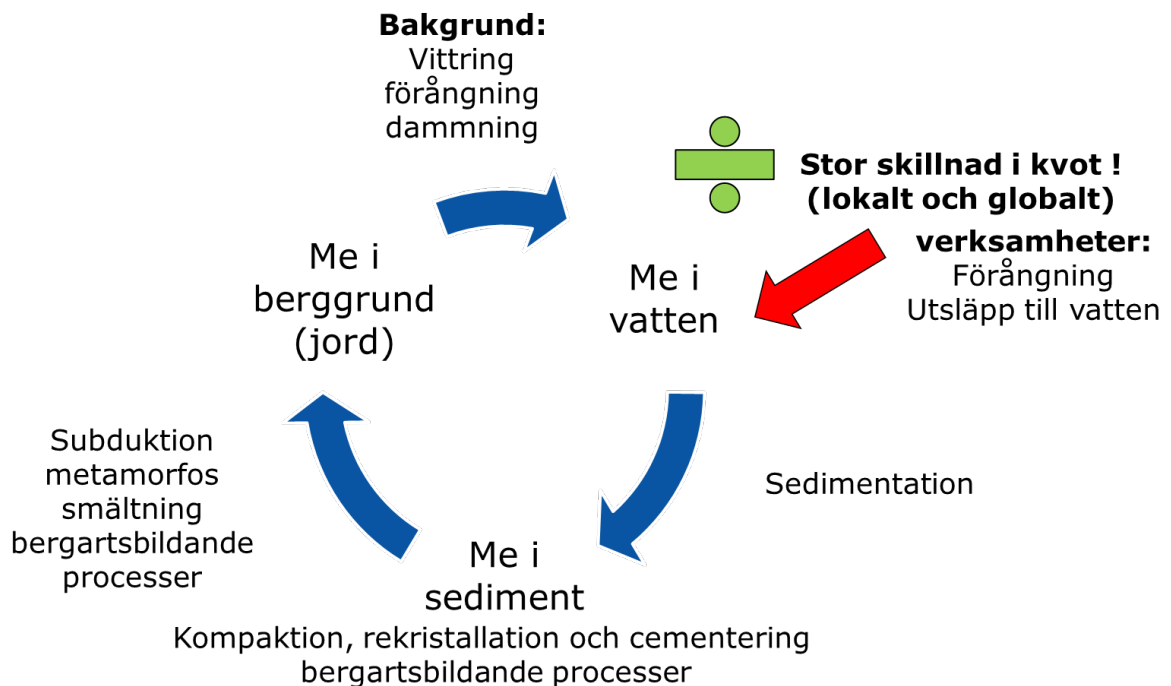 Bakgrund:
Vittring
förångning
dammning
Stor skillnad i kvot !
(lokalt och globalt)
verksamheter:
Förångning
Utsläpp till vatten
Me i
berggrund
(jord)
Me i
vatten
Subduktion
metamorfos
smältning
bergartsbildande
processer
Sedimentation
Me i
sediment
Kompaktion, rekristallation och cementering
bergartsbildande processer